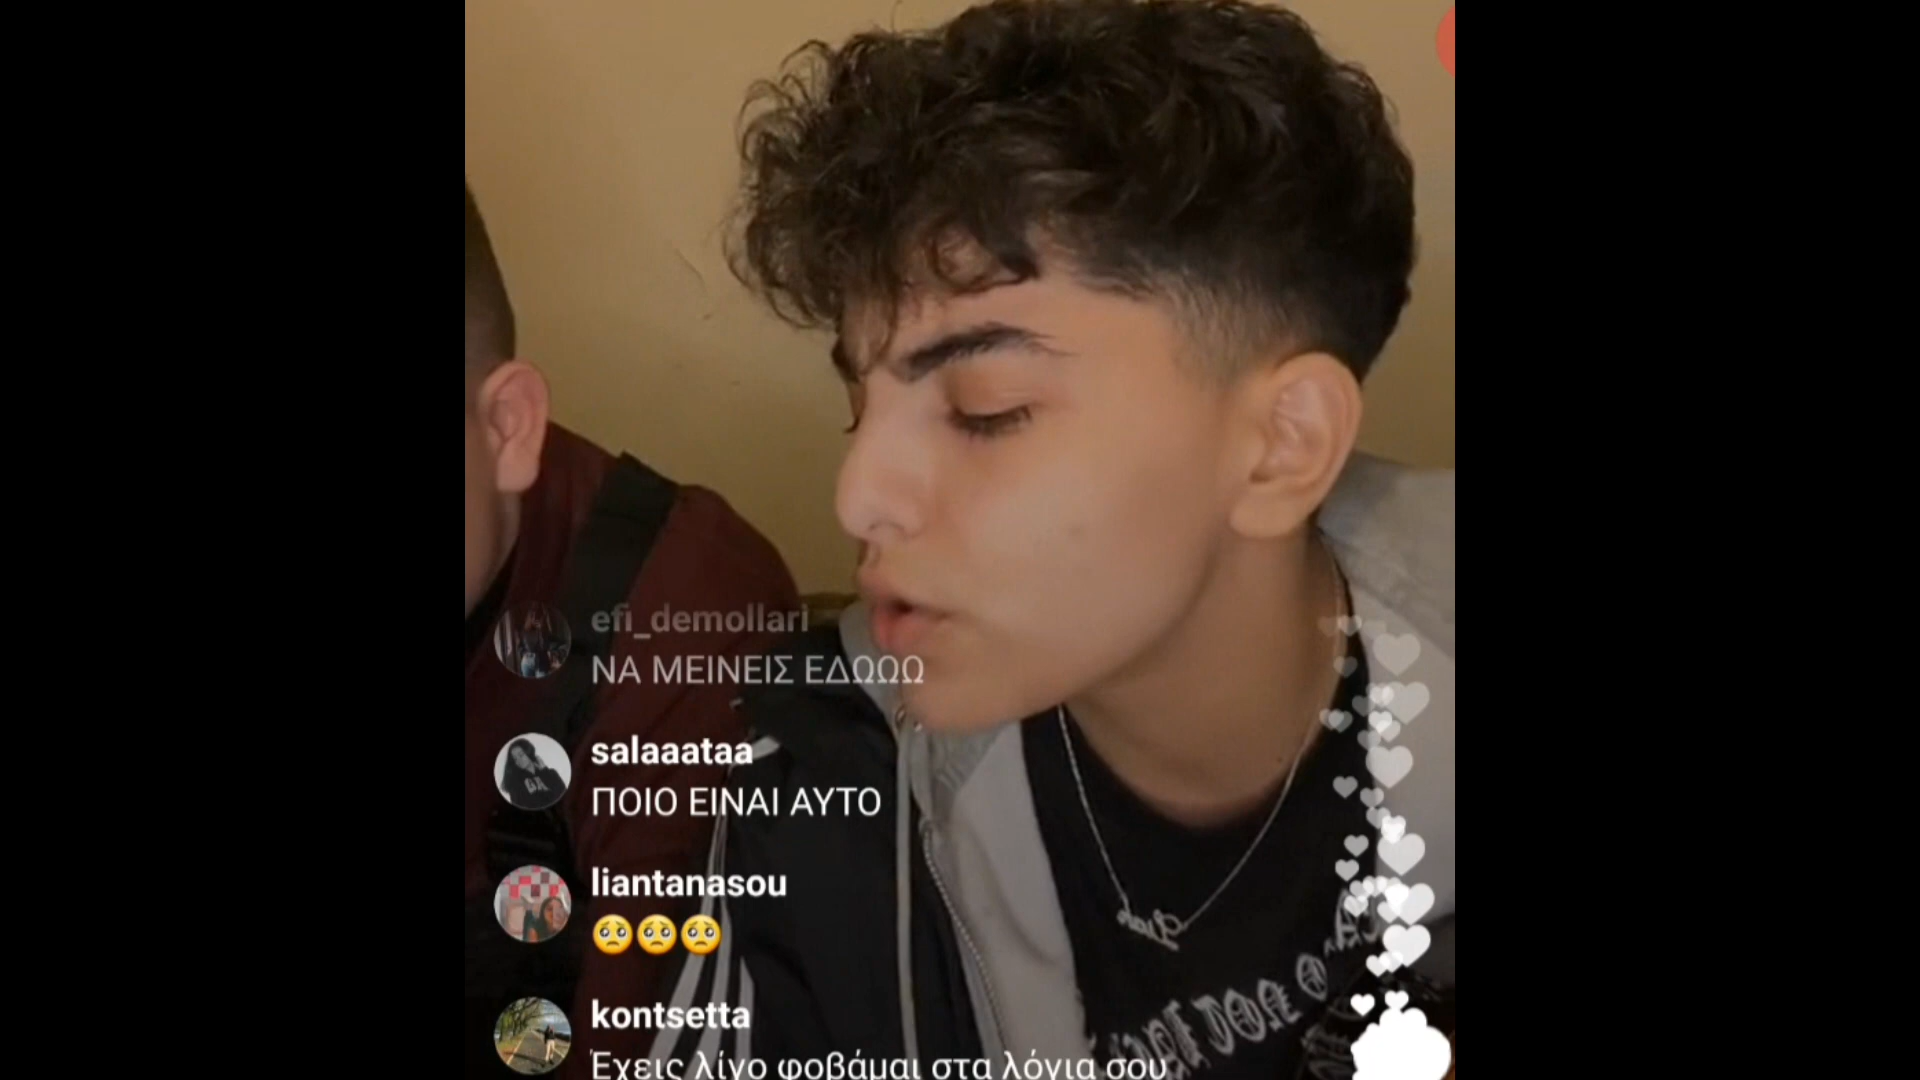 efi_demollari
ΝΑ ΜΕΙΝΕΙΣ ΕΔΩΩΩ
salaaataa
ΠΟΙΟ ΕΙΝΑΙ ΑΥΤΟ
liantanasou
🥺🥺🥺
kontsetta
Έχεις λίγο φοβάμαι στα λόγια σου